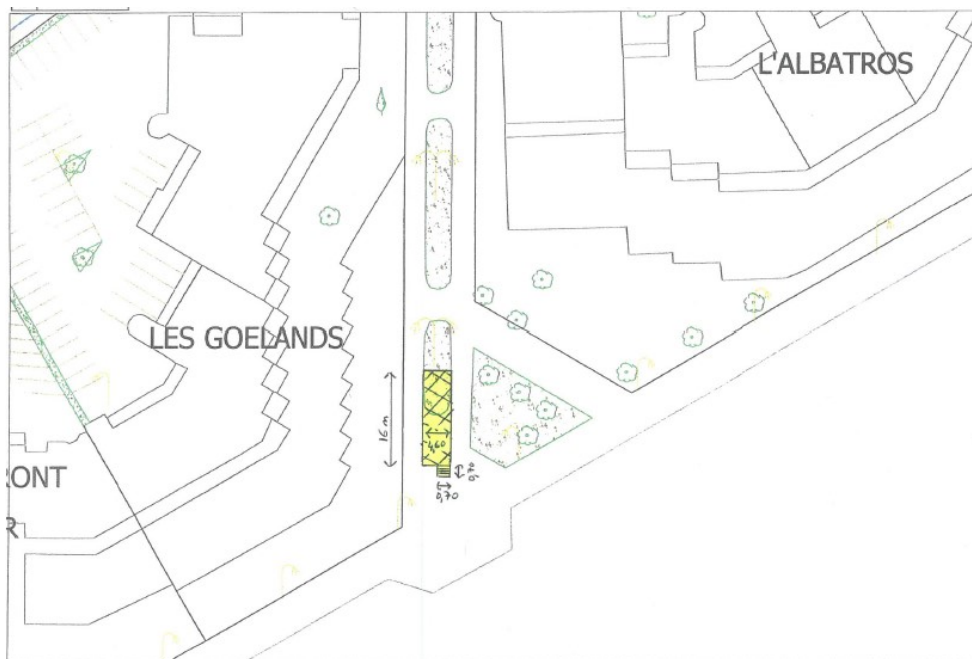 L'ALBATROS
LES GOELANDS
16 m
4,60
0,70
0,70
RONT
R